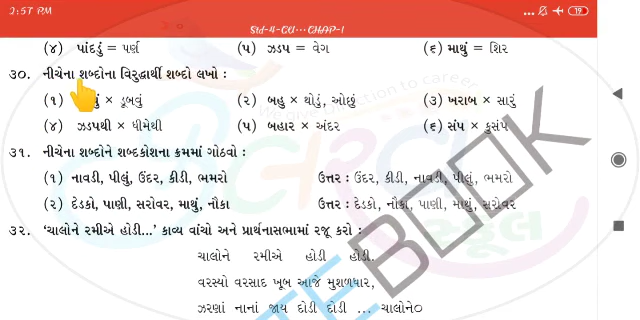 2:57 PM
19
Std-4-GU... CHAP-1
(૪) પાંદડું = પર્ણ (૫) ઝડપ = વેગ (૬) માથું = શિર
૩૦. નીચેના શબ્દોના વિરુદ્ધાર્થી શબ્દો લખો :
(૧) × ડૂબવું (૨) બહુ × થોડું, ઓછું (૩) ખરાબ × સારું
(૪) ઝડપથી × ધીમેથી (૫) બહાર × અંદર (૬) સંપ × કુસંપ
૩૧. નીચેના શબ્દોને શબ્દકોશના ક્રમમાં ગોઠવો :
(૧) નાવડી, પીલું, ઉંદર, કીડી, ભમરો ઉત્તર : ઉંદર, કીડી, નાવડી, પીલું, ભમરો
(૨) દેડકો, પાણી, સરોવર, માથું, નૌકા ઉત્તર : દેડકો, નૌકા, પાણી, માથું, સરોવર
૩૨. ‘ચાલોને રમીએ હોડી...’ કાવ્ય વાંચો અને પ્રાર્થનાસભામાં રજૂ કરો :
ચાલોને રમીએ હોડી હોડી.
વરસ્યો વરસાદ ખૂબ આજે મુશળધાર,
ઝરણાં નાનાં જાય દોડી દોડી ... ચાલોને૦